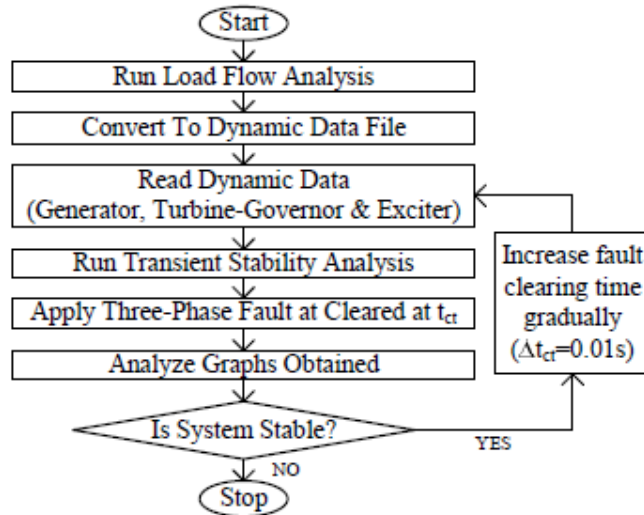 Start
Run Load Flow Analysis
Convert To Dynamic Data File
Read Dynamic Data
(Generator, Turbine-Governor & Exciter)
Run Transient Stability Analysis
Apply Three-Phase Fault at Cleared at tct
Analyze Graphs Obtained
Is System Stable?
YES
NO
Stop
Increase fault
clearing time
gradually
(Δtct=0.01s)